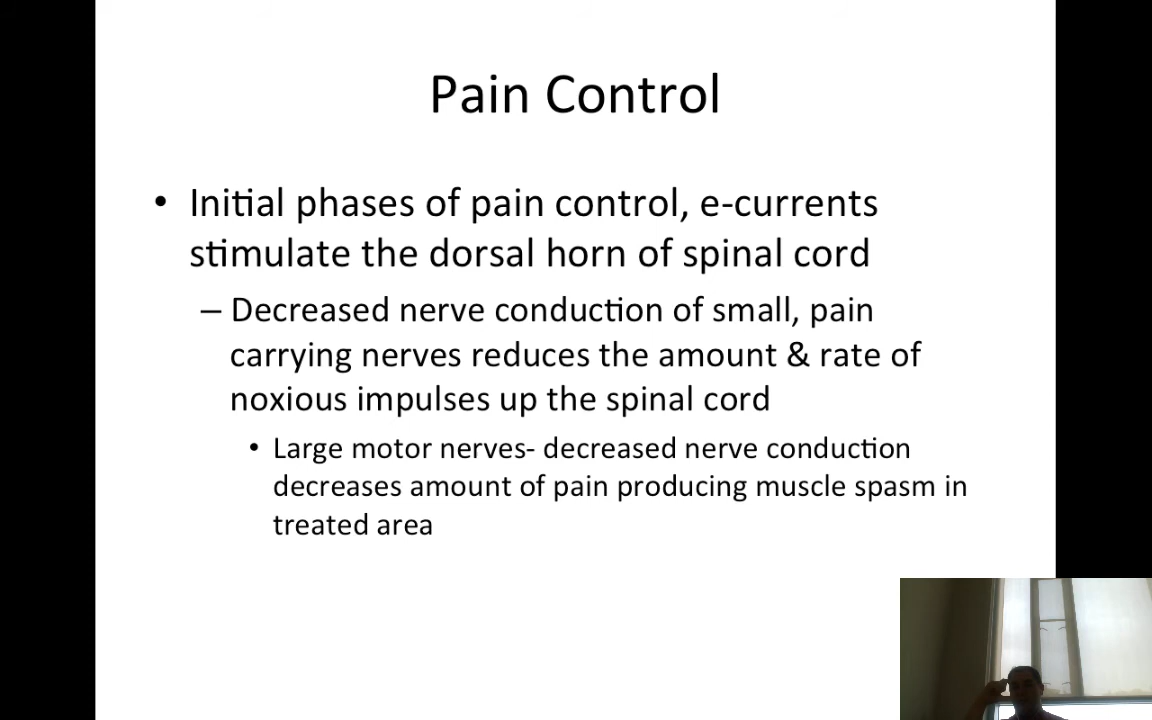 Pain Control
• Initial phases of pain control, e-currents
stimulate the dorsal horn of spinal cord
– Decreased nerve conduction of small, pain
carrying nerves reduces the amount & rate of
noxious impulses up the spinal cord
• Large motor nerves- decreased nerve conduction
decreases amount of pain producing muscle spasm in
treated area